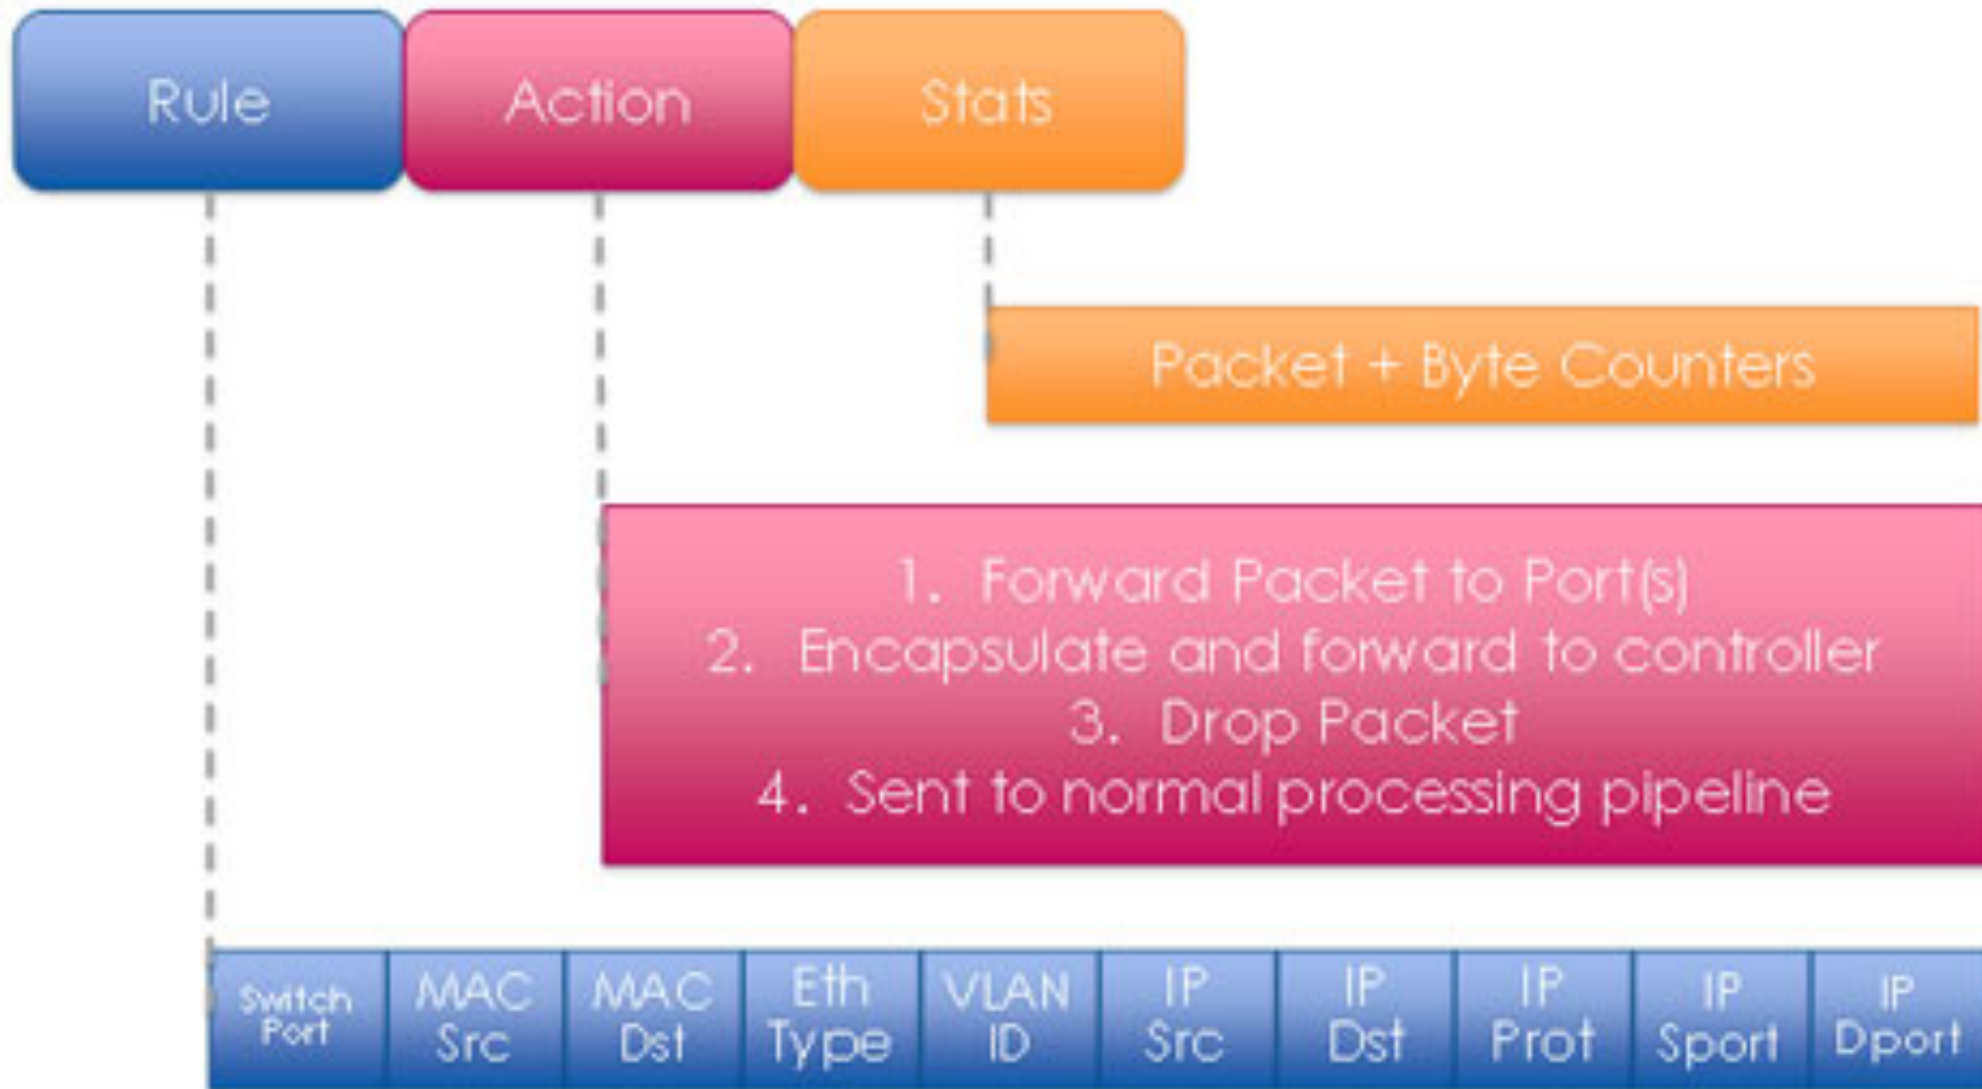 Rule
Action
Stats
Packet + Byte Counters
1. Forward Packet to Port(s)
2. Encapsulate and forward to controller
3. Drop Packet
4. Sent to normal processing pipeline
Switch
Port
MAC
Src
MAC
Dst
Eth
Type
VLAN
ID
IP
Src
IP
Dst
IP
Prot
IP
Sport
IP
Dport